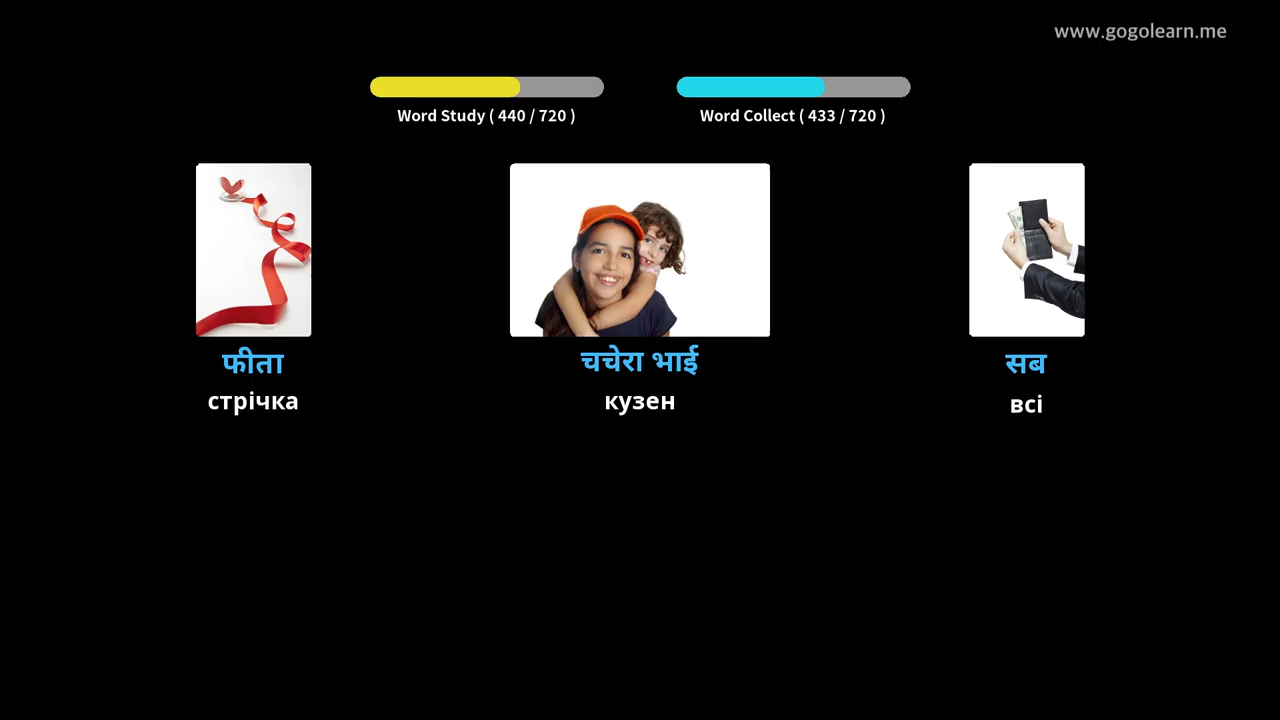 www.gogolearn.me
Word Study ( 440 / 720 )
Word Collect ( 433 / 720 )
फीता
चचेरा भाई
सब
стрічка
кузен
всі